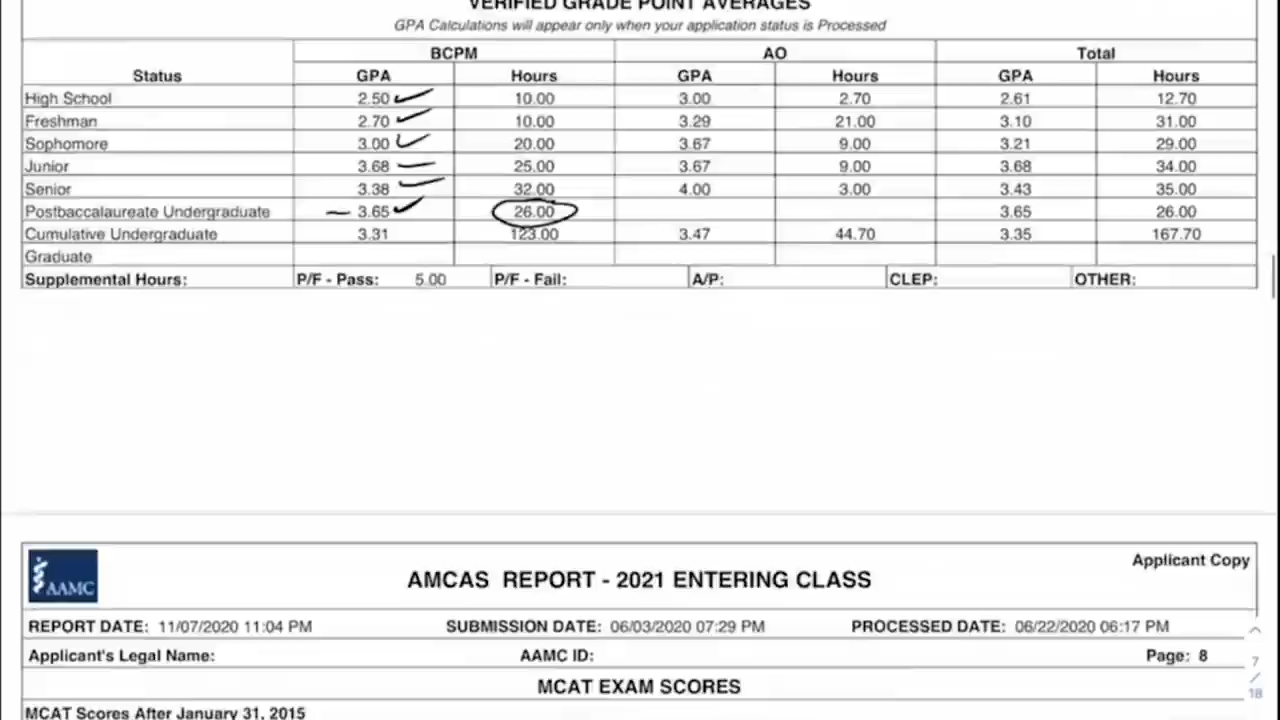 VERIFIED GRADE POINT AVERAGES
GPA Calculations will appear only when your application status is Processed
BCPM AO Total
Status GPA Hours GPA Hours GPA Hours
High School 2.50 10.00 3.00 2.70 2.61 12.70
Freshman 2.70 10.00 3.29 21.00 3.10 31.00
Sophomore 3.00 20.00 3.67 9.00 3.21 29.00
Junior 3.68 25.00 3.67 9.00 3.68 34.00
Senior 3.38 32.00 4.00 3.00 3.43 35.00
Postbaccalaureate Undergraduate 3.65 26.00 3.65 26.00
Cumulative Undergraduate 3.31 123.00 3.47 44.70 3.35 167.70
Graduate
Supplemental Hours: P/F - Pass: 5.00 P/F - Fail: A/P: CLEP: OTHER:
AAMC
Applicant Copy
AMCAS REPORT - 2021 ENTERING CLASS
REPORT DATE: 11/07/2020 11:04 PM SUBMISSION DATE: 06/03/2020 07:29 PM PROCESSED DATE: 06/22/2020 06:17 PM
Applicant's Legal Name: AAMC ID: Page: 8
7
/
18
MCAT EXAM SCORES
MCAT Scores After January 31, 2015